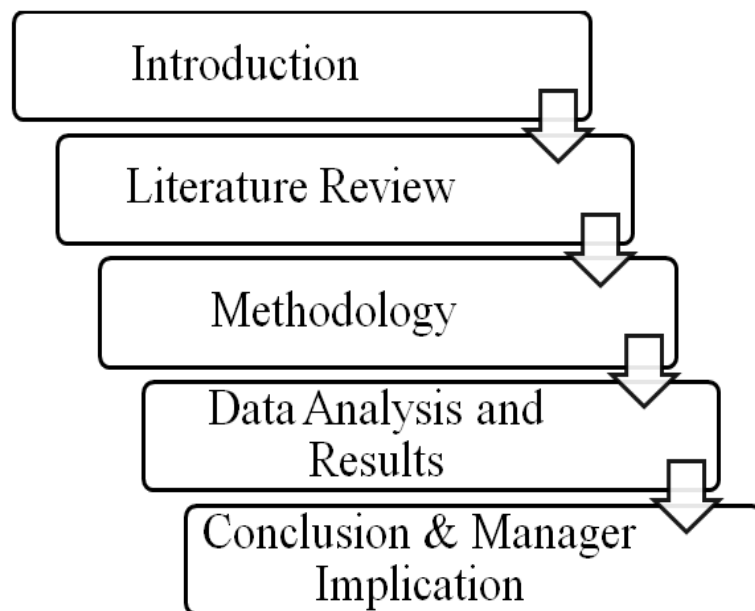 Introduction
Literature Review
Methodology
Data Analysis and
Results
Conclusion & Manager
Implication